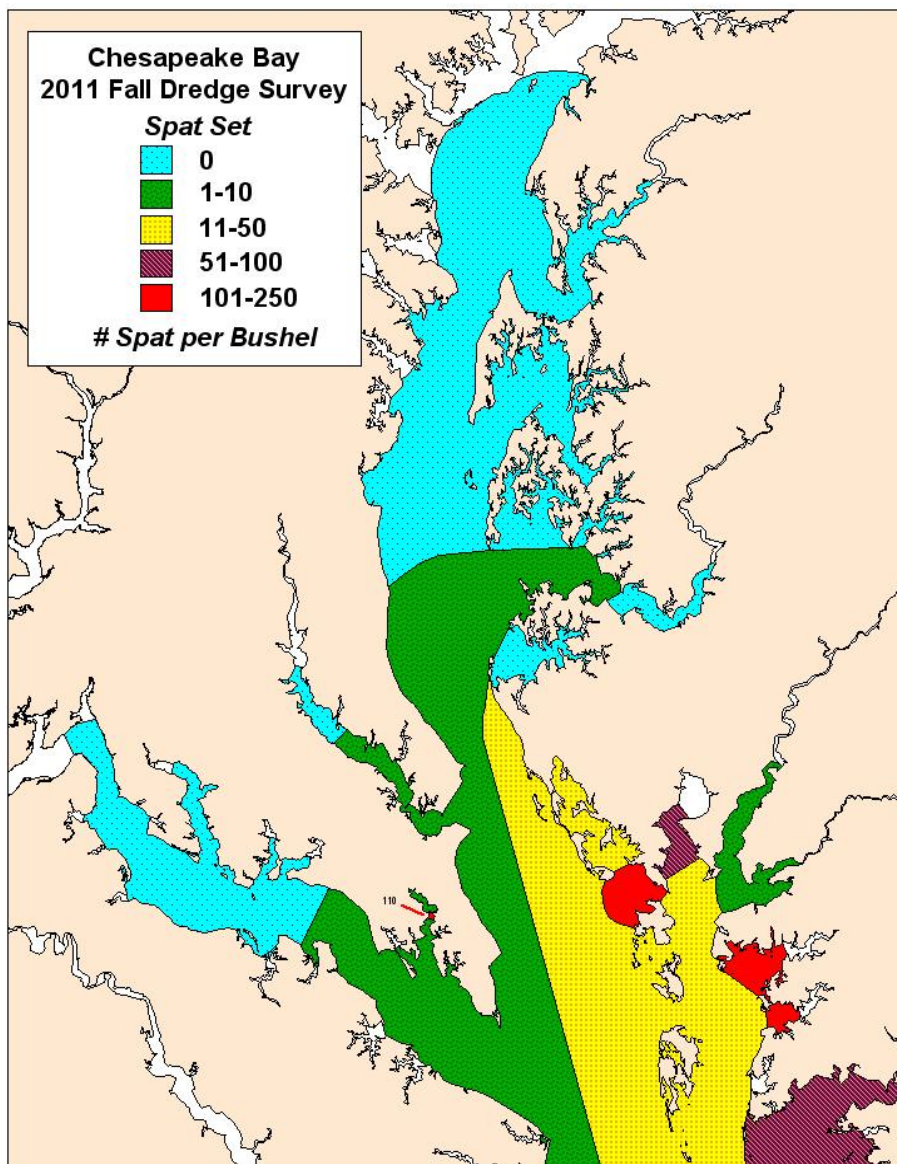 Chesapeake Bay
2011 Fall Dredge Survey
Spat Set
0
1-10
11-50
51-100
101-250
# Spat per Bushel
110